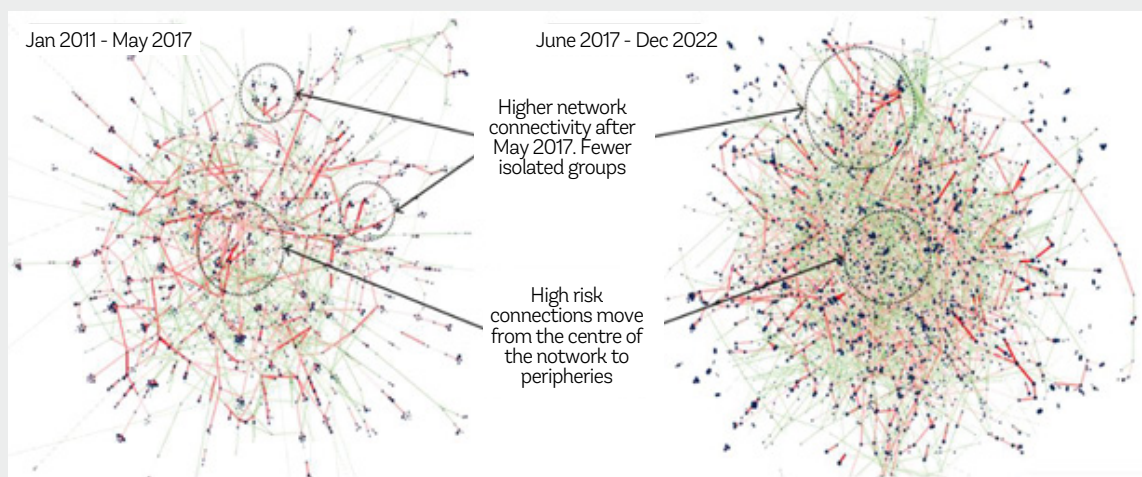 Jan 2011 - May 2017
June 2017 - Dec 2022
Higher network
connectivity after
May 2017. Fewer
isolated groups
High risk
connections move
from the centre of
the notwork to
peripheries